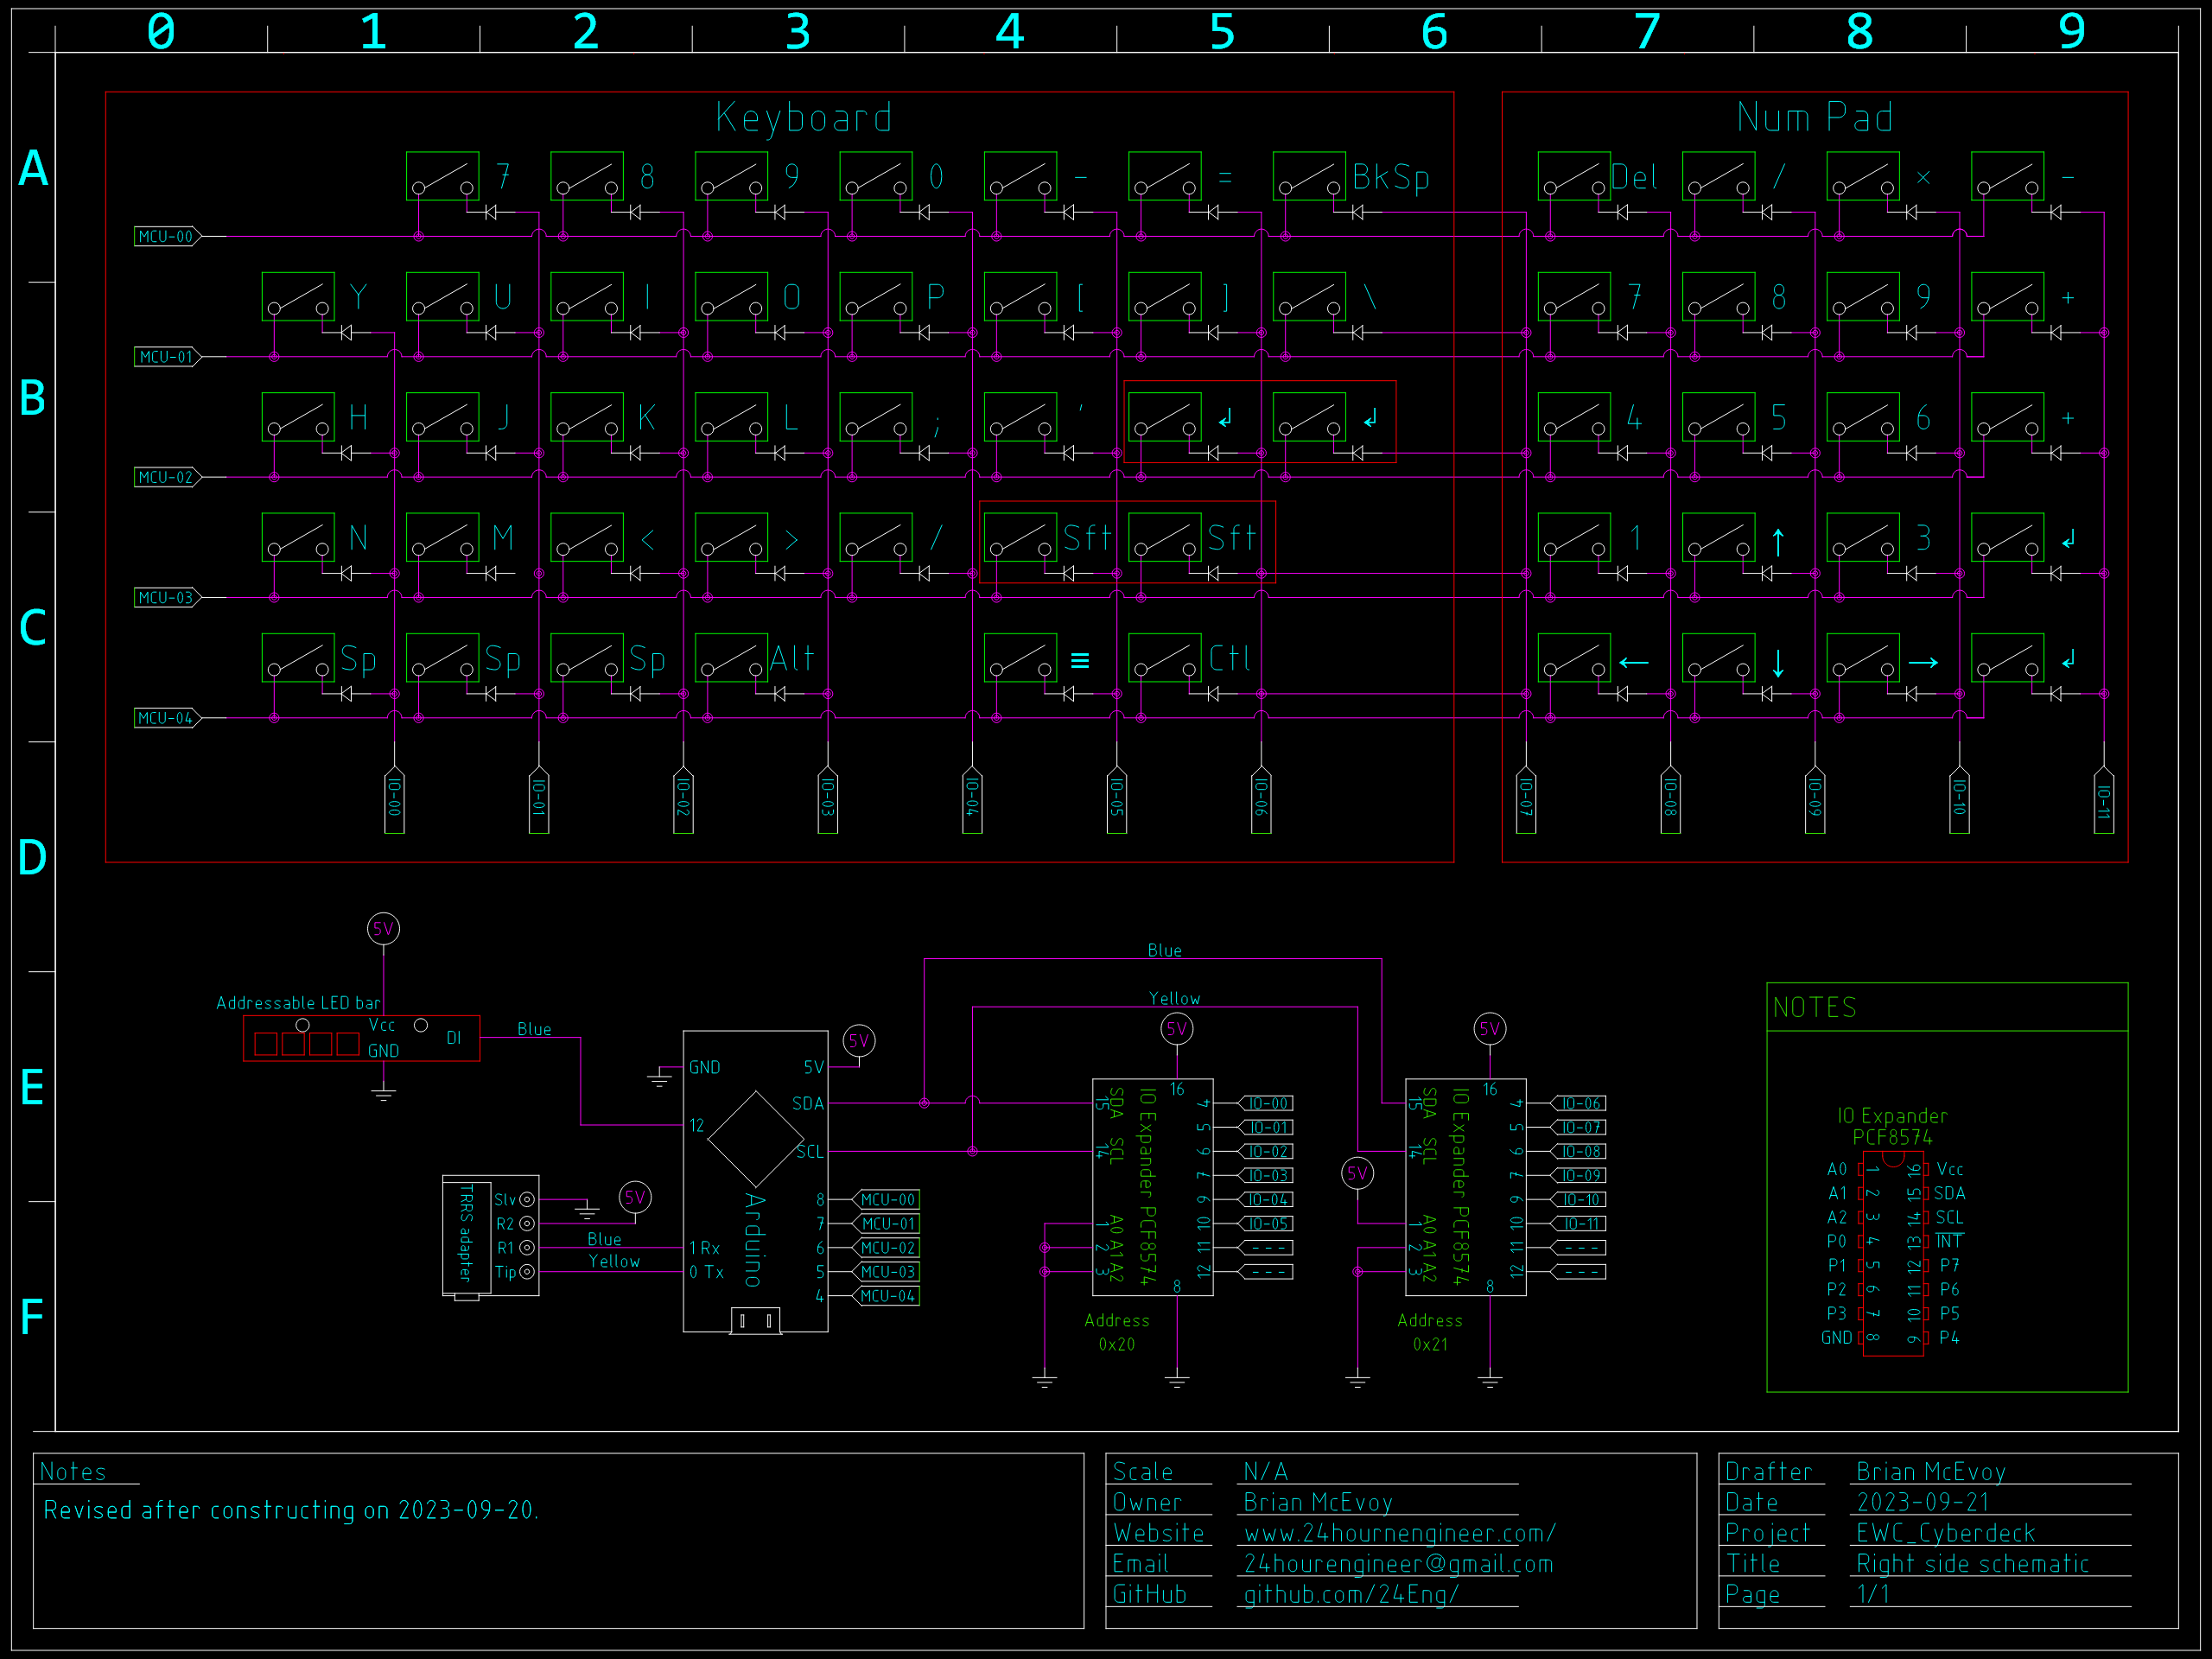 0 1 2 3 4 5 6 7 8 9
A
B
C
D
E
F
Keyboard
Num Pad
7 8 9 0 - = BkSp Del / × -
MCU-00
Y U I O P [ ] \ 7 8 9 +
MCU-01
H J K L ; ' ↲ ↲ 4 5 6 +
MCU-02
N M < > / Sft Sft 1 ↑ 3 ↲
MCU-03
Sp Sp Sp Alt ≡ Ctl ← ↓ → ↲
MCU-04
IO-00 IO-01 IO-02 IO-03 IO-04 IO-05 IO-06 IO-07 IO-08 IO-09 IO-10 IO-11
5V
Addressable LED bar
Vcc
GND
DI
Blue
TRRS adapter
Slv
R2
R1
Tip
5V
Blue
Yellow
GND
12
1 Rx
0 Tx
Arduino
5V
SDA
SCL
8
7
6
5
4
5V
MCU-00
MCU-01
MCU-02
MCU-03
MCU-04
Blue
Yellow
5V
16
15 SDA
14 SCL
IO Expander PCF8574
1 A0
2 A1
3 A2
8
4 IO-00
5 IO-01
6 IO-02
7 IO-03
9 IO-04
10 IO-05
11 ---
12 ---
Address
0x20
5V
5V
16
15 SDA
14 SCL
IO Expander PCF8574
1 A0
2 A1
3 A2
8
4 IO-06
5 IO-07
6 IO-08
7 IO-09
9 IO-10
10 IO-11
11 ---
12 ---
Address
0x21
NOTES
IO Expander
PCF8574
A0 1 16 Vcc
A1 2 15 SDA
A2 3 14 SCL
P0 4 13 INT
P1 5 12 P7
P2 6 11 P6
P3 7 10 P5
GND 8 9 P4
Notes
Revised after constructing on 2023-09-20.
Scale N/A
Owner Brian McEvoy
Website www.24hournengineer.com/
Email 24hourengineer@gmail.com
GitHub github.com/24Eng/
Drafter Brian McEvoy
Date 2023-09-21
Project EWC_Cyberdeck
Title Right side schematic
Page 1/1